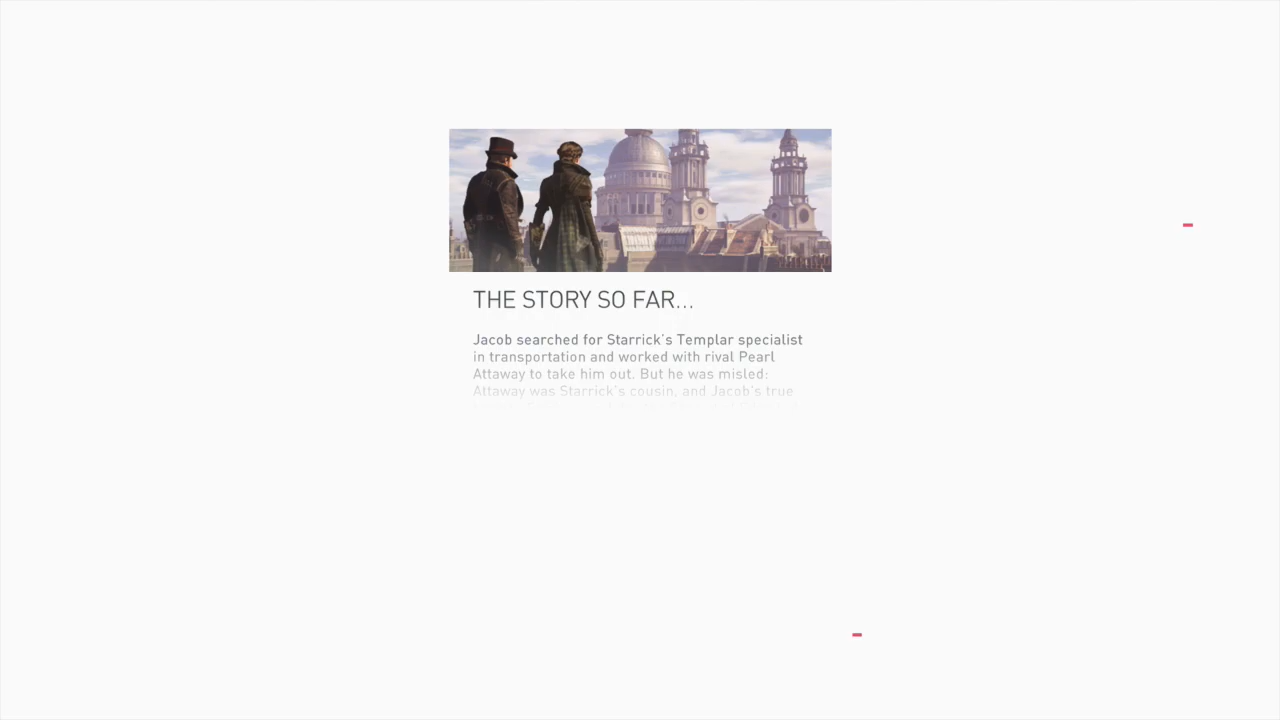 THE STORY SO FAR...
Jacob searched for Starrick's Templar specialist
in transportation and worked with rival Pearl
Attaway to take him out. But he was misled:
Attaway was Starrick's cousin, and Jacob's true